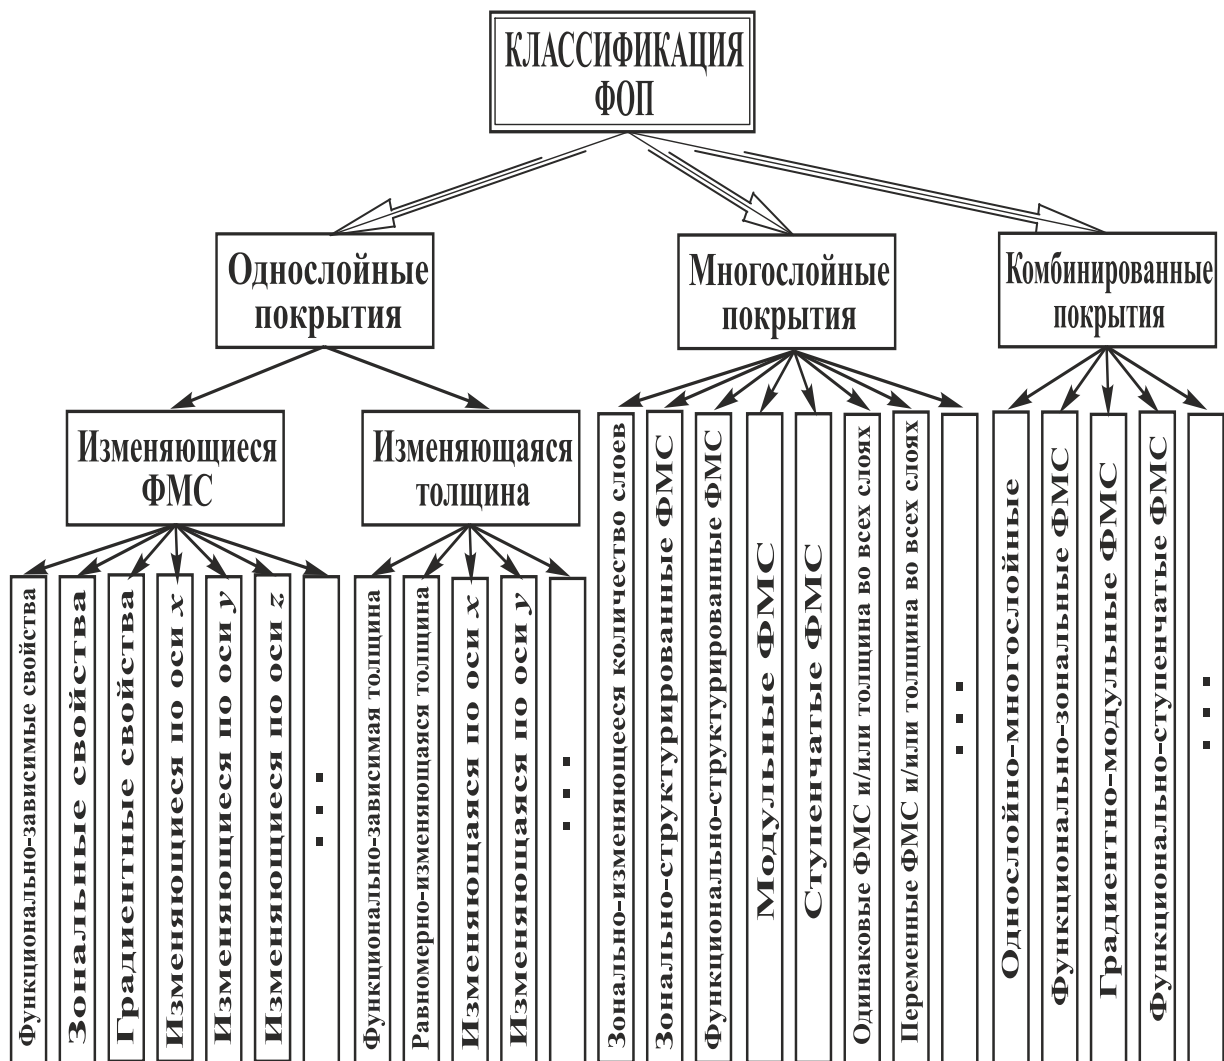 КЛАССИФИКАЦИЯ
ФОП
Однослойные
покрытия
Многослойные
покрытия
Комбинированные
покрытия
Изменяющиеся
ФМС
Изменяющаяся
толщина
Функционально-зависимые свойства
Зональные свойства
Градиентные свойства
Изменяющиеся по оси x
Изменяющиеся по оси y
Изменяющиеся по оси z
...
Функционально-зависимая толщина
Равномерно-изменяющаяся толщина
Изменяющаяся по оси x
Изменяющаяся по оси y
...
Зонально-изменяющееся количество слоев
Зонально-структурированные ФМС
Функционально-структурированные ФМС
Модульные ФМС
Ступенчатые ФМС
Одинаковые ФМС и/или толщина во всех слоях
Переменные ФМС и/или толщина во всех слоях
...
Однослойно-многослойные
Функционально-зональные ФМС
Градиентно-модульные ФМС
Функционально-ступенчатые ФМС
...